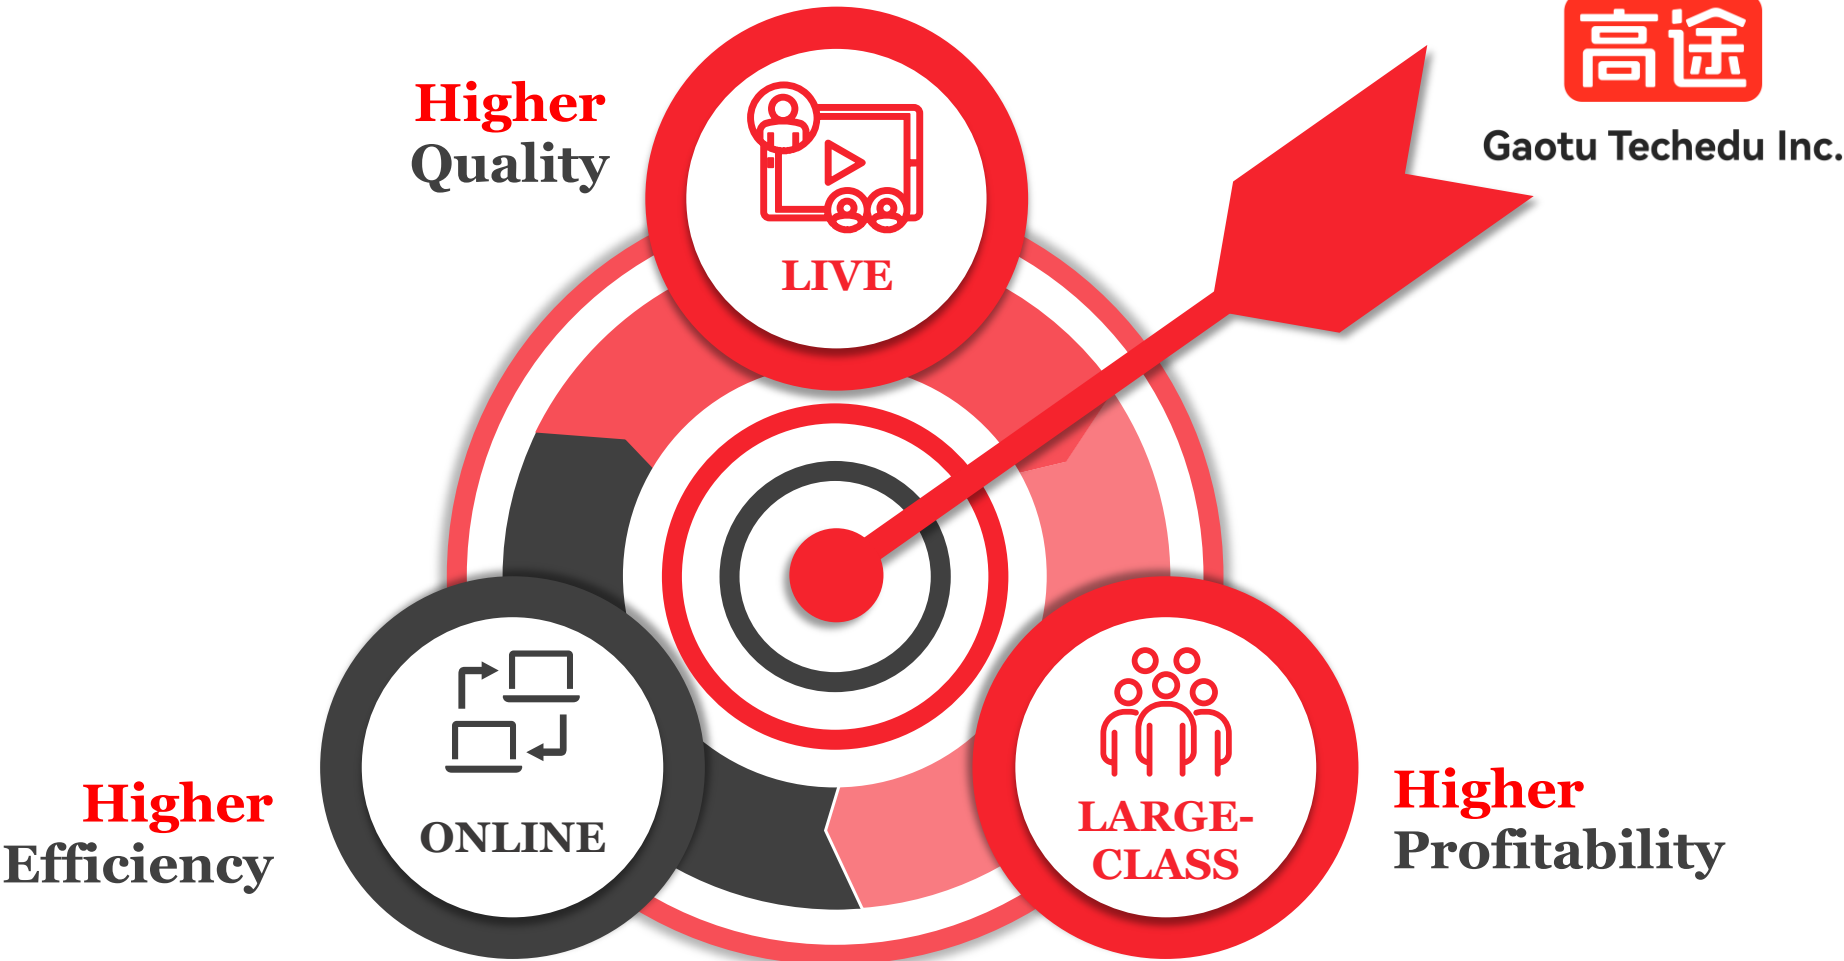 高途
Gaotu Techedu Inc.
Higher
Quality
LIVE
Higher
Efficiency
ONLINE
LARGE-
CLASS
Higher
Profitability